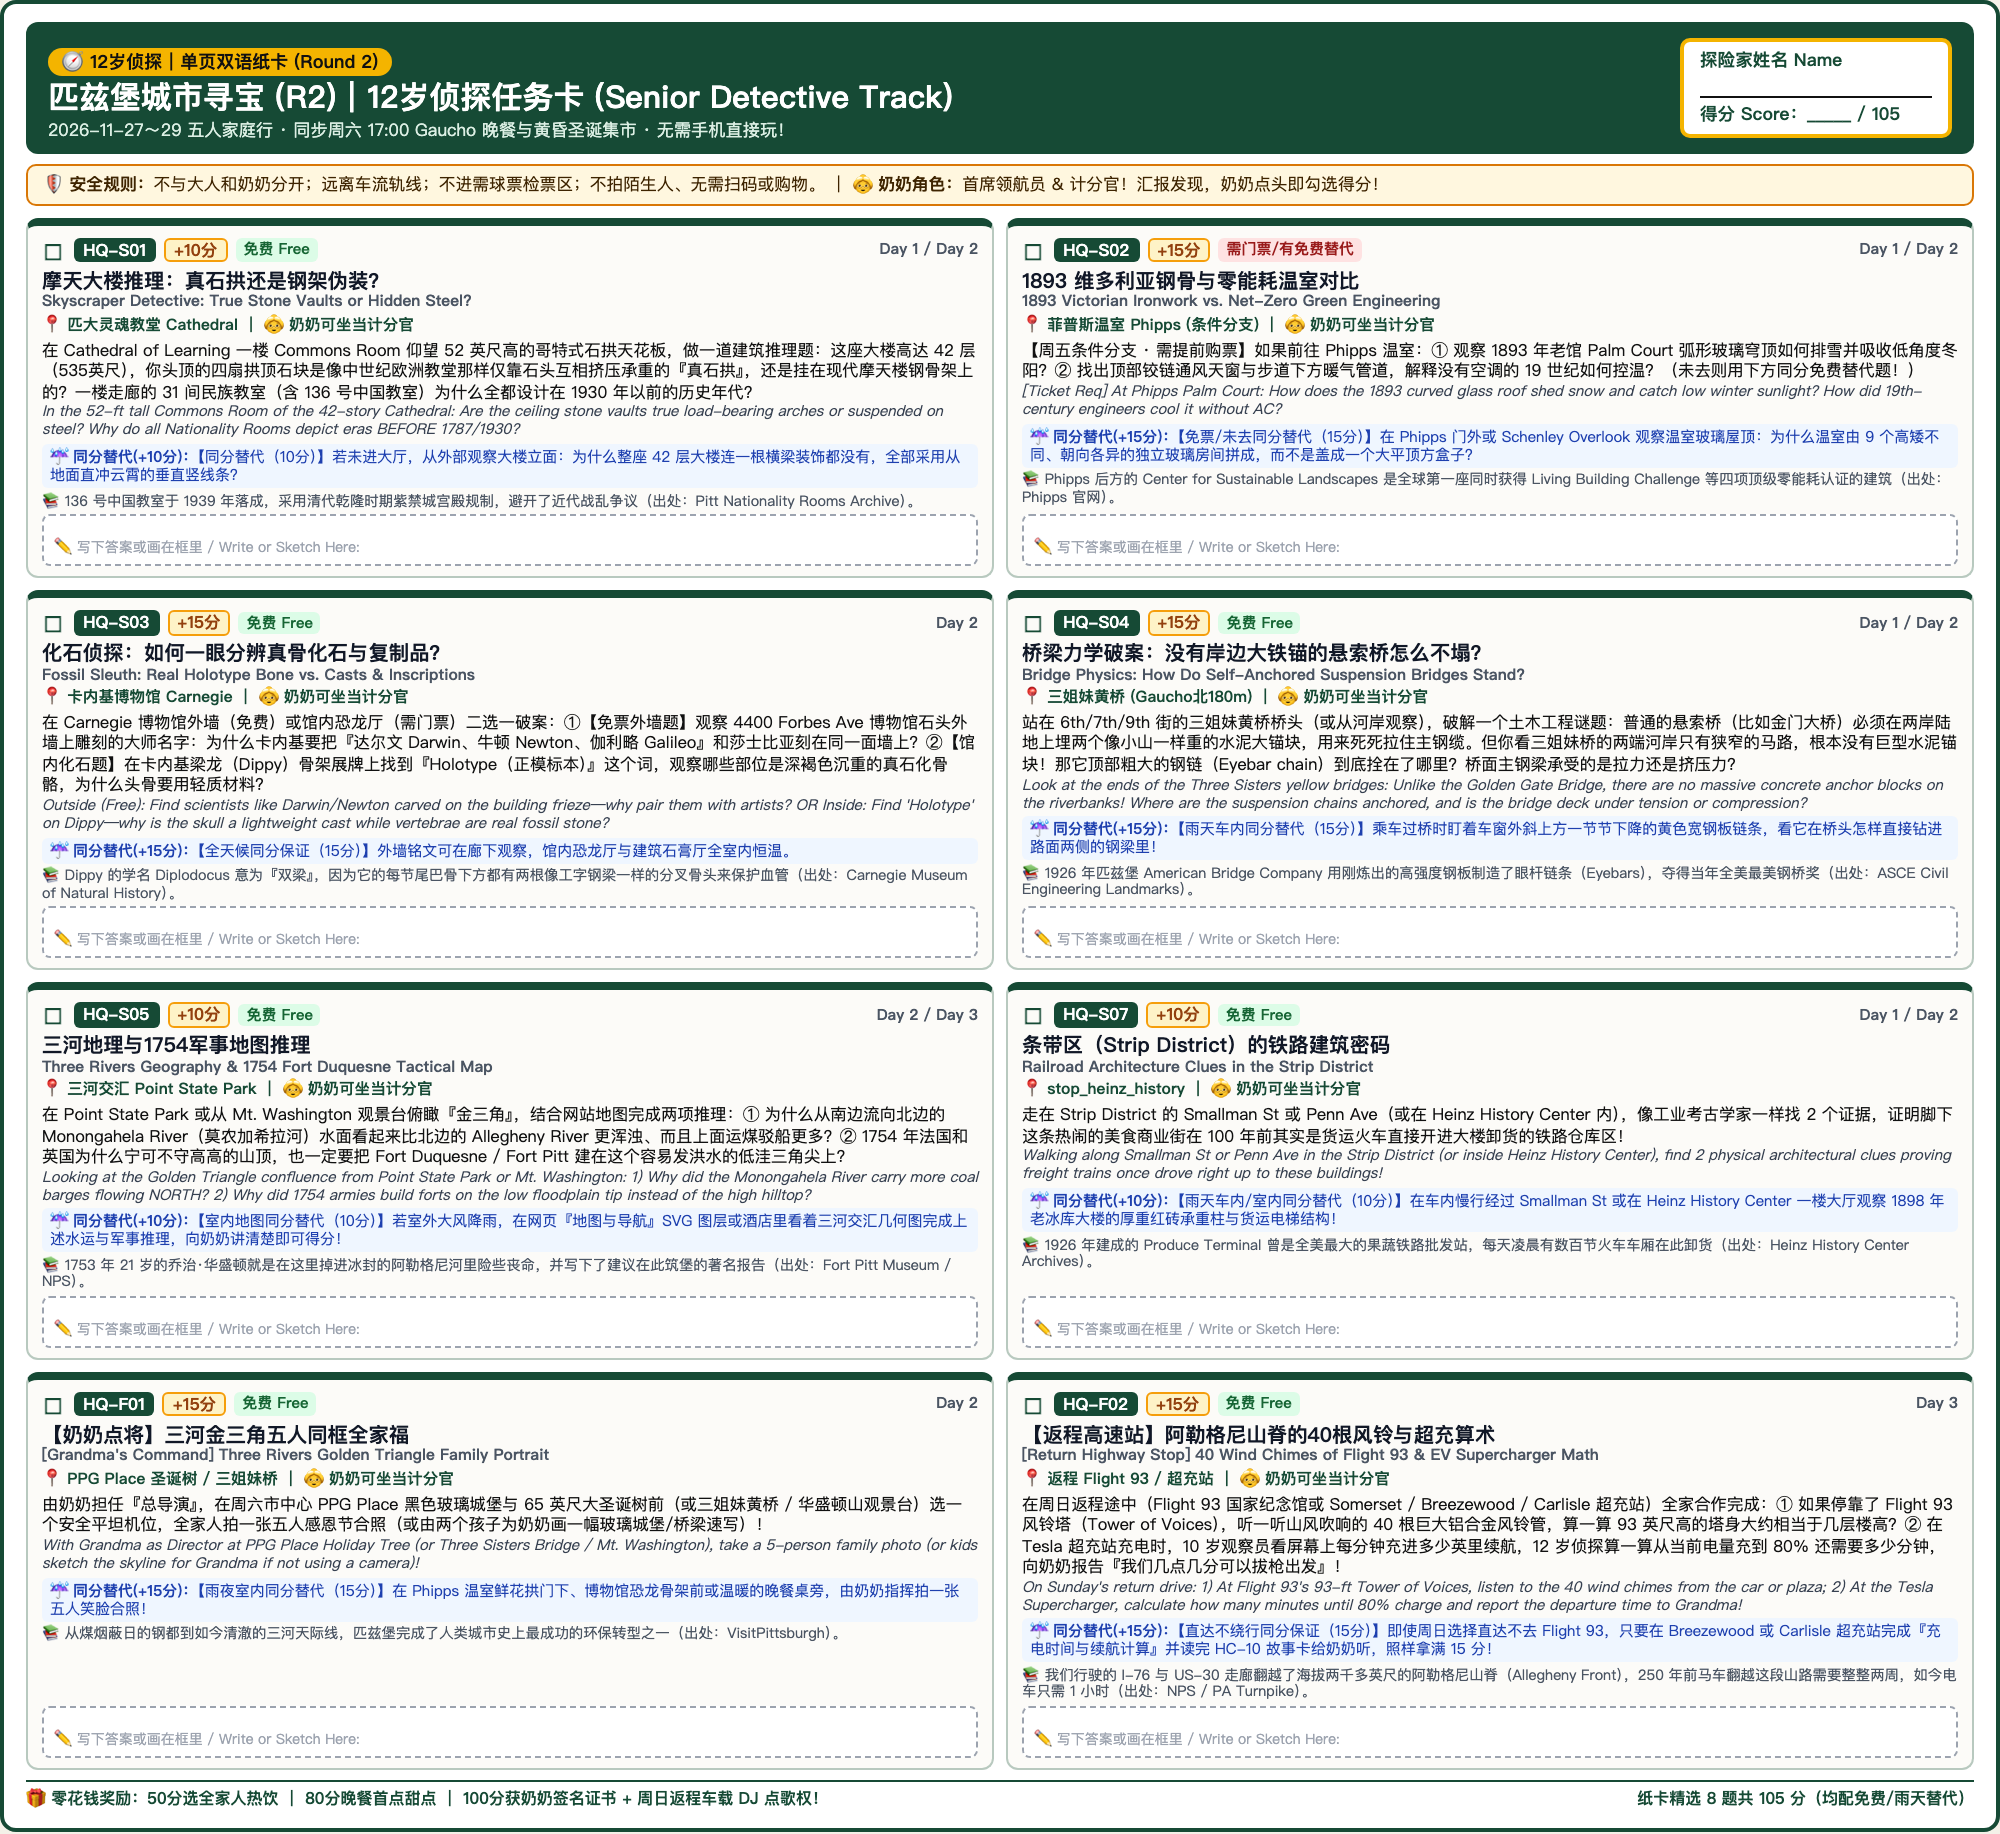 🧭 12岁侦探 | 单页双语纸卡 (Round 2)
匹兹堡城市寻宝 (R2) | 12岁侦探任务卡 (Senior Detective Track)
2026-11-27～29 五人家庭行 · 同步周六 17:00 Gaucho 晚餐与黄昏圣诞集市 · 无需手机直接玩！
探险家姓名 Name
得分 Score：____ / 105
🛡️ 安全规则：不与大人和奶奶分开；远离车流轨线；不进需球票检票区；不拍陌生人、无需扫码或购物。 | 👵 奶奶角色：首席领航员 & 计分官！汇报发现，奶奶点头即勾选得分！
☐ HQ-S01 +10分 免费 Free Day 1 / Day 2
摩天大楼推理：真石拱还是钢架伪装？
Skyscraper Detective: True Stone Vaults or Hidden Steel?
📍 匹大灵魂教堂 Cathedral | 👵 奶奶可坐当计分官
在 Cathedral of Learning 一楼 Commons Room 仰望 52 英尺高的哥特式石拱天花板，做一道建筑推理题：这座大楼高达 42 层
（535英尺），你头顶的四扇拱顶石块是像中世纪欧洲教堂那样仅靠石头互相挤压承重的『真石拱』，还是挂在现代摩天楼钢骨架上
的？一楼走廊的 31 间民族教室（含 136 号中国教室）为什么全都设计在 1930 年以前的历史年代？
In the 52-ft tall Commons Room of the 42-story Cathedral: Are the ceiling stone vaults true load-bearing arches or suspended on
steel? Why do all Nationality Rooms depict eras BEFORE 1787/1930?
☔ 同分替代(+10分)：【同分替代（10分）】若未进大厅，从外部观察大楼立面：为什么整座 42 层大楼连一根横梁装饰都没有，全部采用从
地面直冲云霄的垂直竖线条？
📚 136 号中国教室于 1939 年落成，采用清代乾隆时期紫禁城宫殿规制，避开了近代战乱争议（出处：Pitt Nationality Rooms Archive）。
✏️ 写下答案或画在框里 / Write or Sketch Here:
☐ HQ-S02 +15分 需门票/有免费替代 Day 1 / Day 2
1893 维多利亚钢骨与零能耗温室对比
1893 Victorian Ironwork vs. Net-Zero Green Engineering
📍 菲普斯温室 Phipps (条件分支) | 👵 奶奶可坐当计分官
【周五条件分支 · 需提前购票】如果前往 Phipps 温室：① 观察 1893 年老馆 Palm Court 弧形玻璃穹顶如何排雪并吸收低角度冬
阳？② 找出顶部铰链通风天窗与步道下方暖气管道，解释没有空调的 19 世纪如何控温？（未去则用下方同分免费替代题！）
[Ticket Req] At Phipps Palm Court: How does the 1893 curved glass roof shed snow and catch low winter sunlight? How did 19th-
century engineers cool it without AC?
☔ 同分替代(+15分)：【免票/未去同分替代（15分）】在 Phipps 门外或 Schenley Overlook 观察温室玻璃屋顶：为什么温室由 9 个高矮不
同、朝向各异的独立玻璃房间拼成，而不是盖成一个大平顶方盒子？
📚 Phipps 后方的 Center for Sustainable Landscapes 是全球第一座同时获得 Living Building Challenge 等四项顶级零能耗认证的建筑（出处：
Phipps 官网）。
✏️ 写下答案或画在框里 / Write or Sketch Here:
☐ HQ-S03 +15分 免费 Free Day 2
化石侦探：如何一眼分辨真骨化石与复制品？
Fossil Sleuth: Real Holotype Bone vs. Casts & Inscriptions
📍 卡内基博物馆 Carnegie | 👵 奶奶可坐当计分官
在 Carnegie 博物馆外墙（免费）或馆内恐龙厅（需门票）二选一破案：①【免票外墙题】观察 4400 Forbes Ave 博物馆石头外
墙上雕刻的大师名字：为什么卡内基要把『达尔文 Darwin、牛顿 Newton、伽利略 Galileo』和莎士比亚刻在同一面墙上？②【馆
内化石题】在卡内基梁龙（Dippy）骨架展牌上找到『Holotype（正模标本）』这个词，观察哪些部位是深褐色沉重的真石化骨
骼，为什么头骨要用轻质材料？
Outside (Free): Find scientists like Darwin/Newton carved on the building frieze—why pair them with artists? OR Inside: Find 'Holotype'
on Dippy—why is the skull a lightweight cast while vertebrae are real fossil stone?
☔ 同分替代(+15分)：【全天候同分保证（15分）】外墙铭文可在廊下观察，馆内恐龙厅与建筑石膏厅全室内恒温。
📚 Dippy 的学名 Diplodocus 意为『双梁』，因为它的每节尾巴骨下方都有两根像工字钢梁一样的分叉骨头来保护血管（出处：Carnegie Museum
of Natural History）。
✏️ 写下答案或画在框里 / Write or Sketch Here:
☐ HQ-S04 +15分 免费 Free Day 1 / Day 2
桥梁力学破案：没有岸边大铁锚的悬索桥怎么不塌？
Bridge Physics: How Do Self-Anchored Suspension Bridges Stand?
📍 三姐妹黄桥 (Gaucho北180m) | 👵 奶奶可坐当计分官
站在 6th/7th/9th 街的三姐妹黄桥桥头（或从河岸观察），破解一个土木工程谜题：普通的悬索桥（比如金门大桥）必须在两岸陆
地上埋两个像小山一样重的水泥大锚块，用来死死拉住主钢缆。但你看三姐妹桥的两端河岸只有狭窄的马路，根本没有巨型水泥锚
块！那它顶部粗大的钢链（Eyebar chain）到底拴在了哪里？桥面主钢梁承受的是拉力还是挤压力？
Look at the ends of the Three Sisters yellow bridges: Unlike the Golden Gate Bridge, there are no massive concrete anchor blocks on
the riverbanks! Where are the suspension chains anchored, and is the bridge deck under tension or compression?
☔ 同分替代(+15分)：【雨天车内同分替代（15分）】乘车过桥时盯着车窗外斜上方一节节下降的黄色宽钢板链条，看它在桥头怎样直接钻进
路面两侧的钢梁里！
📚 1926 年匹兹堡 American Bridge Company 用刚炼出的高强度钢板制造了眼杆链条（Eyebars），夺得当年全美最美钢桥奖（出处：ASCE Civil
Engineering Landmarks）。
✏️ 写下答案或画在框里 / Write or Sketch Here:
☐ HQ-S05 +10分 免费 Free Day 2 / Day 3
三河地理与1754军事地图推理
Three Rivers Geography & 1754 Fort Duquesne Tactical Map
📍 三河交汇 Point State Park | 👵 奶奶可坐当计分官
在 Point State Park 或从 Mt. Washington 观景台俯瞰『金三角』，结合网站地图完成两项推理：① 为什么从南边流向北边的
Monongahela River（莫农加希拉河）水面看起来比北边的 Allegheny River 更浑浊、而且上面运煤驳船更多？② 1754 年法国和
英国为什么宁可不守高高的山顶，也一定要把 Fort Duquesne / Fort Pitt 建在这个容易发洪水的低洼三角尖上？
Looking at the Golden Triangle confluence from Point State Park or Mt. Washington: 1) Why did the Monongahela River carry more coal
barges flowing NORTH? 2) Why did 1754 armies build forts on the low floodplain tip instead of the high hilltop?
☔ 同分替代(+10分)：【室内地图同分替代（10分）】若室外大风降雨，在网页『地图与导航』SVG 图层或酒店里看着三河交汇几何图完成上
述水运与军事推理，向奶奶讲清楚即可得分！
📚 1753 年 21 岁的乔治·华盛顿就是在这里掉进冰封的阿勒格尼河里险些丧命，并写下了建议在此筑堡的著名报告（出处：Fort Pitt Museum /
NPS）。
✏️ 写下答案或画在框里 / Write or Sketch Here:
☐ HQ-S07 +10分 免费 Free Day 1 / Day 2
条带区（Strip District）的铁路建筑密码
Railroad Architecture Clues in the Strip District
📍 stop_heinz_history | 👵 奶奶可坐当计分官
走在 Strip District 的 Smallman St 或 Penn Ave（或在 Heinz History Center 内），像工业考古学家一样找 2 个证据，证明脚下
这条热闹的美食商业街在 100 年前其实是货运火车直接开进大楼卸货的铁路仓库区！
Walking along Smallman St or Penn Ave in the Strip District (or inside Heinz History Center), find 2 physical architectural clues proving
freight trains once drove right up to these buildings!
☔ 同分替代(+10分)：【雨天车内/室内同分替代（10分）】在车内慢行经过 Smallman St 或在 Heinz History Center 一楼大厅观察 1898 年
老冰库大楼的厚重红砖承重柱与货运电梯结构！
📚 1926 年建成的 Produce Terminal 曾是全美最大的果蔬铁路批发站，每天凌晨有数百节火车车厢在此卸货（出处：Heinz History Center
Archives）。
✏️ 写下答案或画在框里 / Write or Sketch Here:
☐ HQ-F01 +15分 免费 Free Day 2
【奶奶点将】三河金三角五人同框全家福
[Grandma's Command] Three Rivers Golden Triangle Family Portrait
📍 PPG Place 圣诞树 / 三姐妹桥 | 👵 奶奶可坐当计分官
由奶奶担任『总导演』，在周六市中心 PPG Place 黑色玻璃城堡与 65 英尺大圣诞树前（或三姐妹黄桥 / 华盛顿山观景台）选一
个安全平坦机位，全家人拍一张五人感恩节合照（或由两个孩子为奶奶画一幅玻璃城堡/桥梁速写）！
With Grandma as Director at PPG Place Holiday Tree (or Three Sisters Bridge / Mt. Washington), take a 5-person family photo (or kids
sketch the skyline for Grandma if not using a camera)!
☔ 同分替代(+15分)：【雨夜室内同分替代（15分）】在 Phipps 温室鲜花拱门下、博物馆恐龙骨架前或温暖的晚餐桌旁，由奶奶指挥拍一张
五人笑脸合照！
📚 从煤烟蔽日的钢都到如今清澈的三河天际线，匹兹堡完成了人类城市史上最成功的环保转型之一（出处：VisitPittsburgh）。
✏️ 写下答案或画在框里 / Write or Sketch Here:
☐ HQ-F02 +15分 免费 Free Day 3
【返程高速站】阿勒格尼山脊的40根风铃与超充算术
[Return Highway Stop] 40 Wind Chimes of Flight 93 & EV Supercharger Math
📍 返程 Flight 93 / 超充站 | 👵 奶奶可坐当计分官
在周日返程途中（Flight 93 国家纪念馆或 Somerset / Breezewood / Carlisle 超充站）全家合作完成：① 如果停靠了 Flight 93
风铃塔（Tower of Voices），听一听山风吹响的 40 根巨大铝合金风铃管，算一算 93 英尺高的塔身大约相当于几层楼高？② 在
Tesla 超充站充电时，10 岁观察员看屏幕上每分钟充进多少英里续航，12 岁侦探算一算从当前电量充到 80% 还需要多少分钟，
向奶奶报告『我们几点几分可以拔枪出发』！
On Sunday's return drive: 1) At Flight 93's 93-ft Tower of Voices, listen to the 40 wind chimes from the car or plaza; 2) At the Tesla
Supercharger, calculate how many minutes until 80% charge and report the departure time to Grandma!
☔ 同分替代(+15分)：【直达不绕行同分保证（15分）】即使周日选择直达不去 Flight 93，只要在 Breezewood 或 Carlisle 超充站完成『充
电时间与续航计算』并读完 HC-10 故事卡给奶奶听，照样拿满 15 分！
📚 我们行驶的 I-76 与 US-30 走廊翻越了海拔两千多英尺的阿勒格尼山脊（Allegheny Front），250 年前马车翻越这段山路需要整整两周，如今电
车只需 1 小时（出处：NPS / PA Turnpike）。
✏️ 写下答案或画在框里 / Write or Sketch Here:
🎁 零花钱奖励：50分选全家人热饮 | 80分晚餐首点甜点 | 100分获奶奶签名证书 + 周日返程车载 DJ 点歌权！
纸卡精选 8 题共 105 分（均配免费/雨天替代）